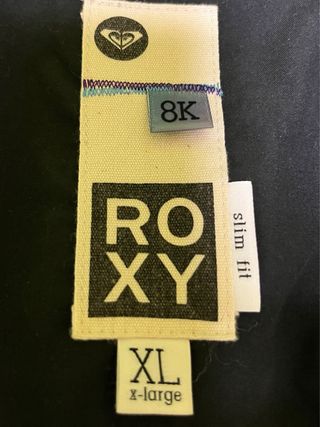 8K
RO
XY
slim fit
XL
x-large